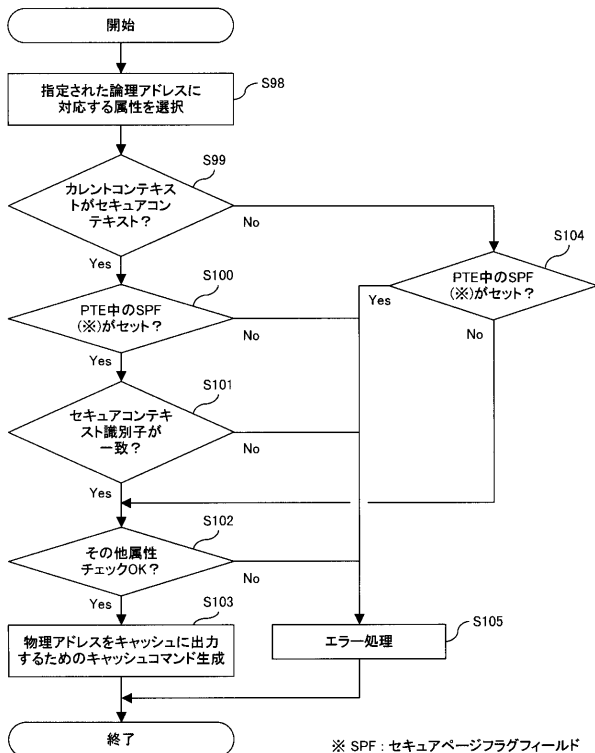 開始
指定された論理アドレスに
対応する属性を選択
S98
カレントコンテキス
トがセキュアコン
テキスト?
S99
No
Yes
PTE中のSPF
(※)がセット?
S100
No
Yes
PTE中のSPF
(※)がセット?
S104
Yes
No
セキュアコンテキ
スト識別子が
一致?
S101
No
Yes
その他属性
チェックOK?
S102
No
Yes
物理アドレスをキャッシュに出力
するためのキャッシュコマンド生成
S103
エラー処理
S105
終了
※ SPF : セキュアページフラグフィールド